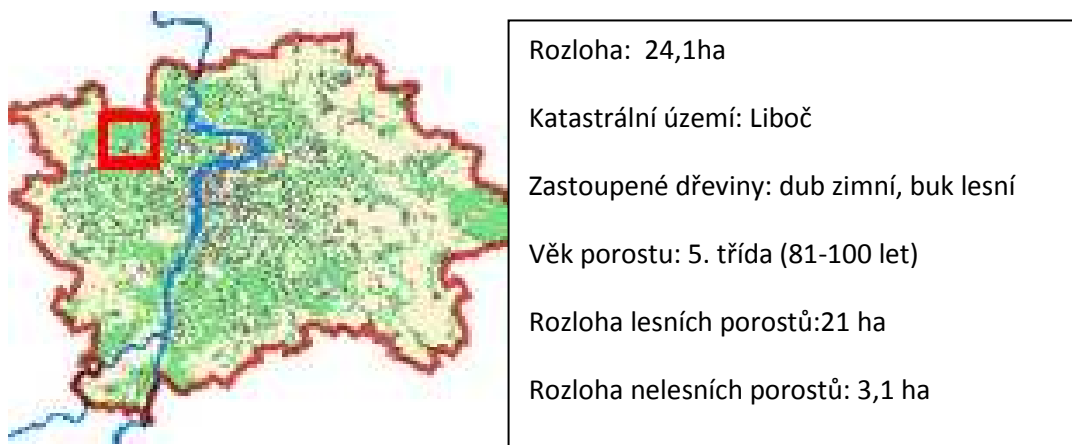 Rozloha:  24,1ha
Katastrální území: Liboč
Zastoupené dřeviny: dub zimní, buk lesní
Věk porostu: 5. třída (81-100 let)
Rozloha lesních porostů:21 ha
Rozloha nelesních porostů: 3,1 ha